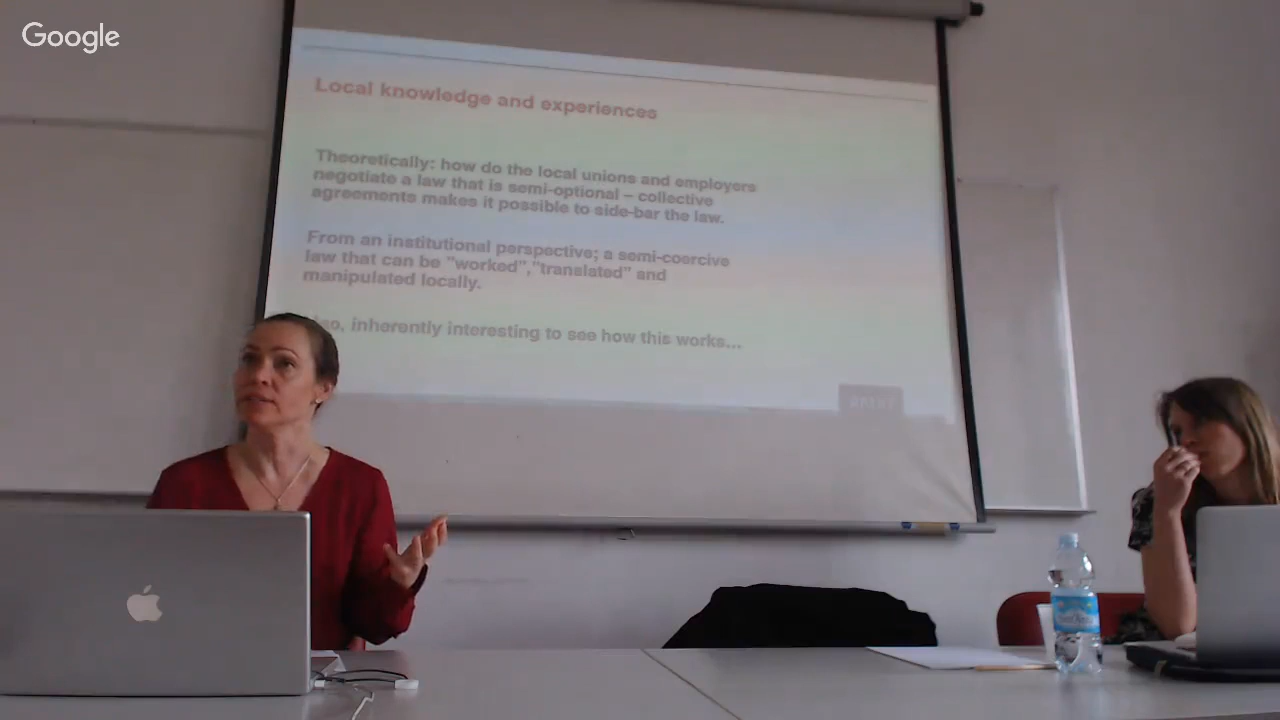 Google
Local knowledge and experiences
Theoretically: how do the local unions and employers
negotiate a law that is semi-optional – collective
agreements makes it possible to side-bar the law.
From an institutional perspective; a semi-coercive
law that can be "worked","translated" and
manipulated locally.
inherently interesting to see how this works...